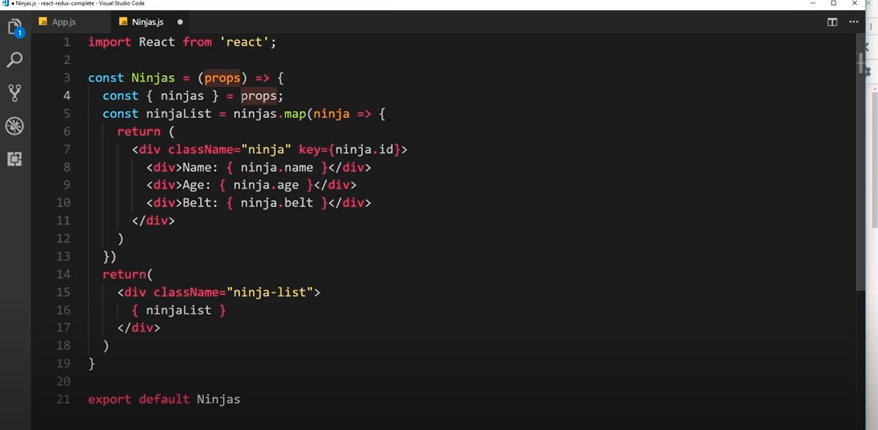 Ninjas.js - react-redux-complete - Visual Studio Code
App.js
Ninjas.js
1
1 import React from 'react';
2
3 const Ninjas = (props) => {
4 const { ninjas } = props;
5 const ninjaList = ninjas.map(ninja => {
6 return (
7 <div className="ninja" key={ninja.id}>
8 <div>Name: { ninja.name }</div>
9 <div>Age: { ninja.age }</div>
10 <div>Belt: { ninja.belt }</div>
11 </div>
12 )
13 })
14 return(
15 <div className="ninja-list">
16 { ninjaList }
17 </div>
18 )
19 }
20
21 export default Ninjas